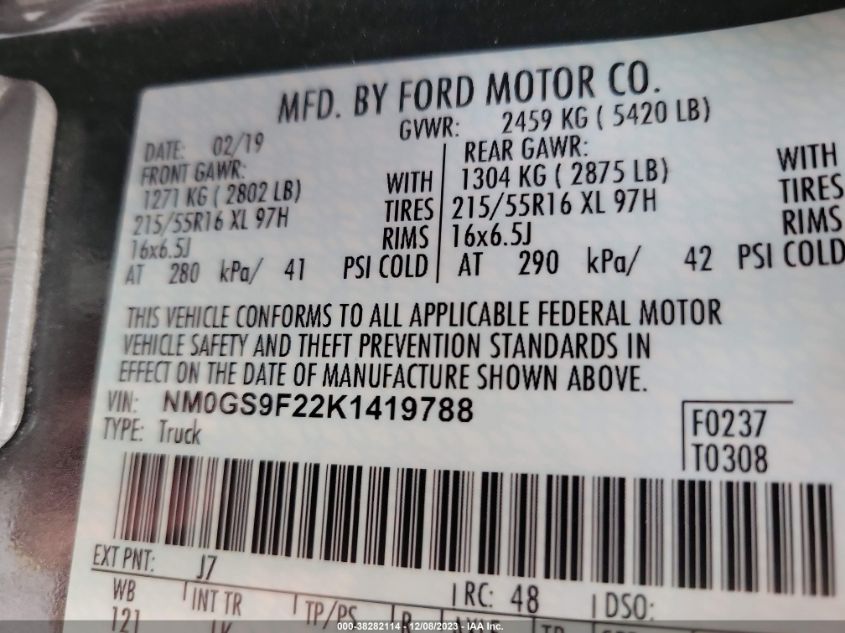 MFD. BY FORD MOTOR CO.
DATE: 02/19 GVWR: 2459 KG ( 5420 LB)
FRONT GAWR: REAR GAWR:
1271 KG ( 2802 LB) WITH 1304 KG ( 2875 LB) WITH
215/55R16 XL 97H TIRES 215/55R16 XL 97H TIRES
16x6.5J RIMS 16x6.5J RIMS
AT 280 kPa/ 41 PSI COLD AT 290 kPa/ 42 PSI COLD
THIS VEHICLE CONFORMS TO ALL APPLICABLE FEDERAL MOTOR
VEHICLE SAFETY AND THEFT PREVENTION STANDARDS IN
EFFECT ON THE DATE OF MANUFACTURE SHOWN ABOVE.
VIN: NM0GS9F22K1419788
F0237
TYPE: Truck
T0308
EXT PNT: J7 RC: 48 DSO:
WB INT TR TP/PS R
121
000-38282114 - 12/08/2023 - IAA Inc.